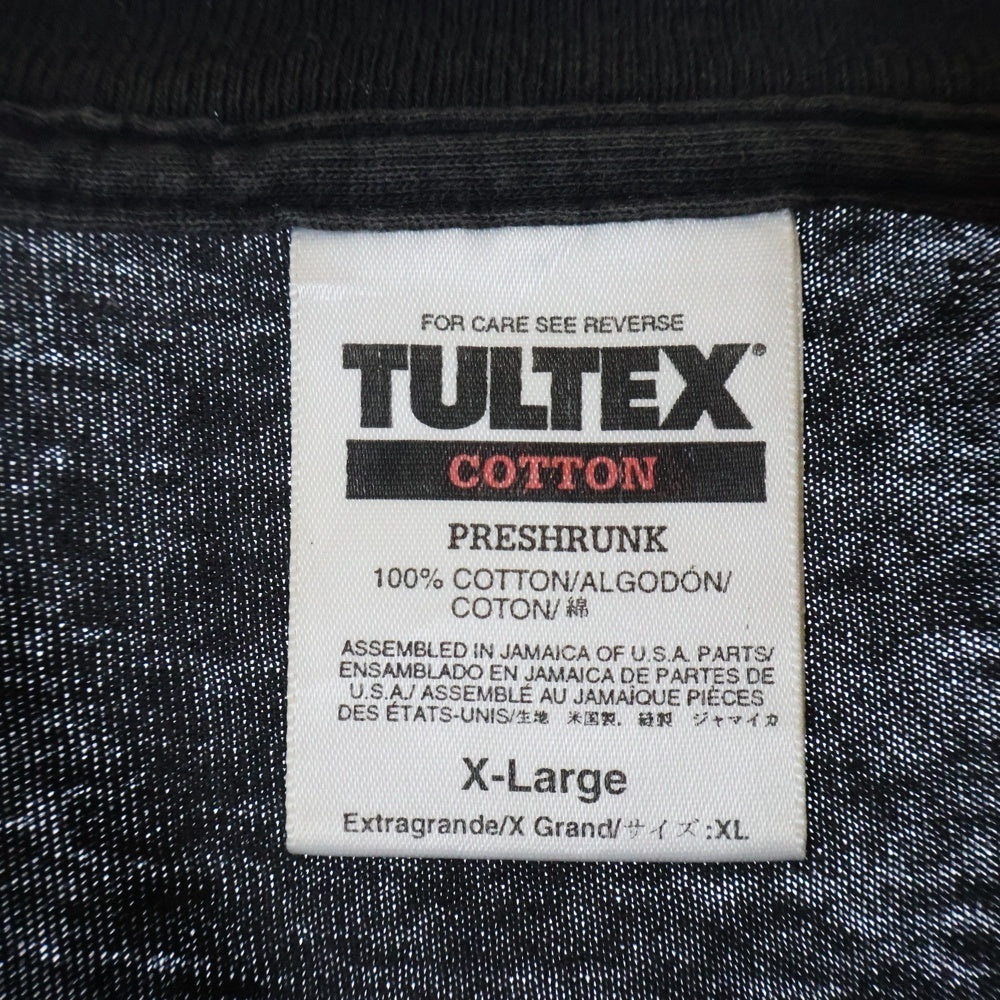 FOR CARE SEE REVERSE
TULTEX®
COTTON
PRESHRUNK
100% COTTON/ALGODÓN/
COTON/ 綿
ASSEMBLED IN JAMAICA OF U.S.A. PARTS/
ENSAMBLADO EN JAMAICA DE PARTES DE
U.S.A./ ASSEMBLÉ AU JAMAÏQUE PIÈCES
DES ÉTATS-UNIS/生地 米国製、縫製 ジャマイカ
X-Large
Extragrande/X Grand/サイズ:XL